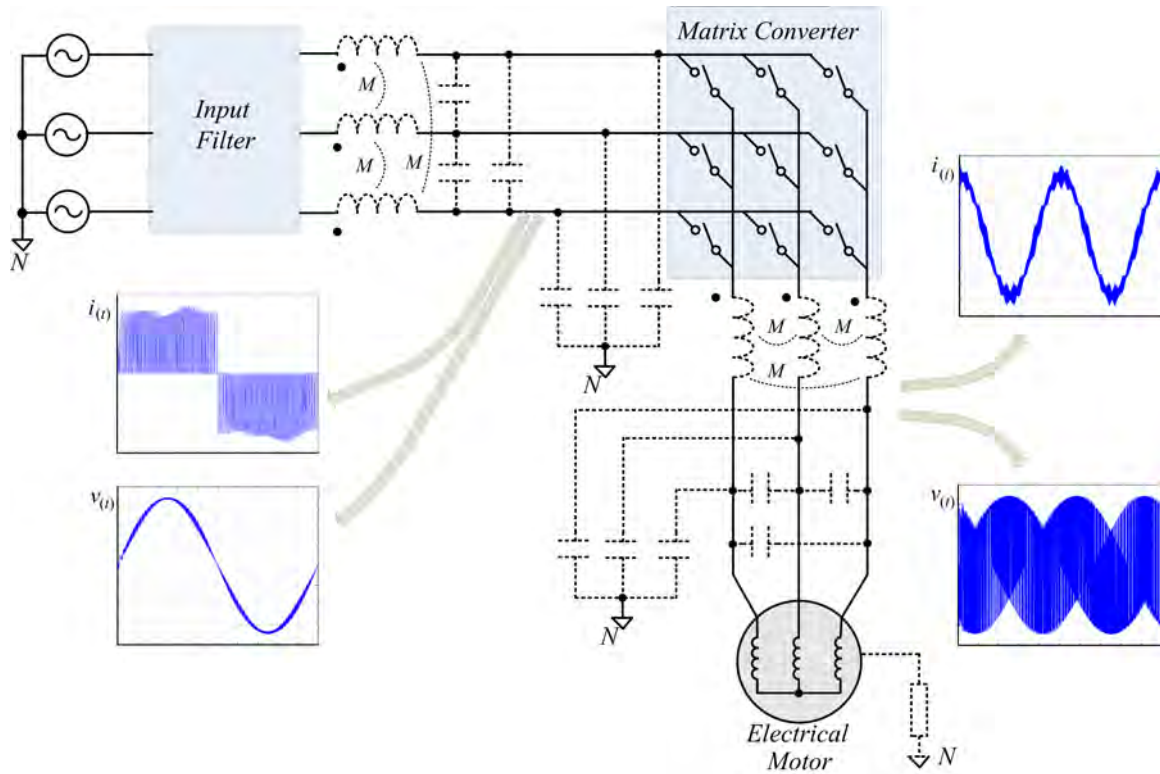 Matrix Converter
Input
Filter
M
M
M
N
i(t)
v(t)
N
M
M
M
N
Electrical
Motor
N
i(t)
v(t)